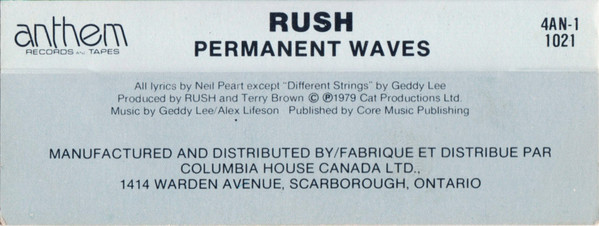 anthem
RECORDS and TAPES
RUSH
PERMANENT WAVES
4AN-1
1021
All lyrics by Neil Peart except "Different Strings" by Geddy Lee
Produced by RUSH and Terry Brown © ℗ 1979 Cat Productions Ltd.
Music by Geddy Lee/Alex Lifeson Published by Core Music Publishing
MANUFACTURED AND DISTRIBUTED BY/FABRIQUE ET DISTRIBUE PAR
COLUMBIA HOUSE CANADA LTD.,
1414 WARDEN AVENUE, SCARBOROUGH, ONTARIO